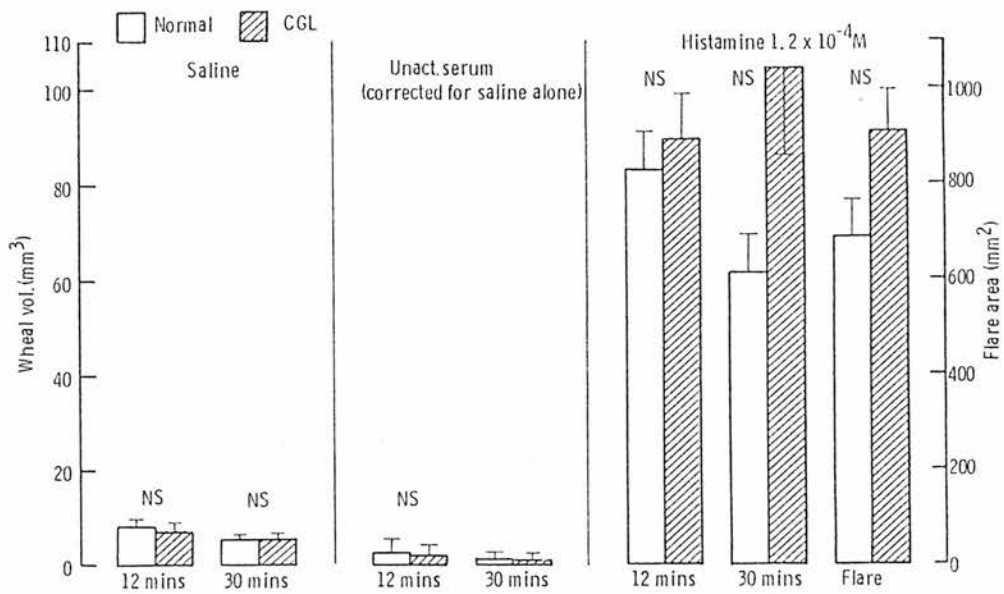 Normal CGL
Saline
Unact. serum
(corrected for saline alone)
Histamine 1.2 x 10⁻⁴M
Wheal vol. (mm³)
110
100
80
60
40
20
0
NS NS
NS
NS NS NS
1000
800
600
400
200
0
Flare area (mm²)
12 mins 30 mins 12 mins 30 mins 12 mins 30 mins Flare